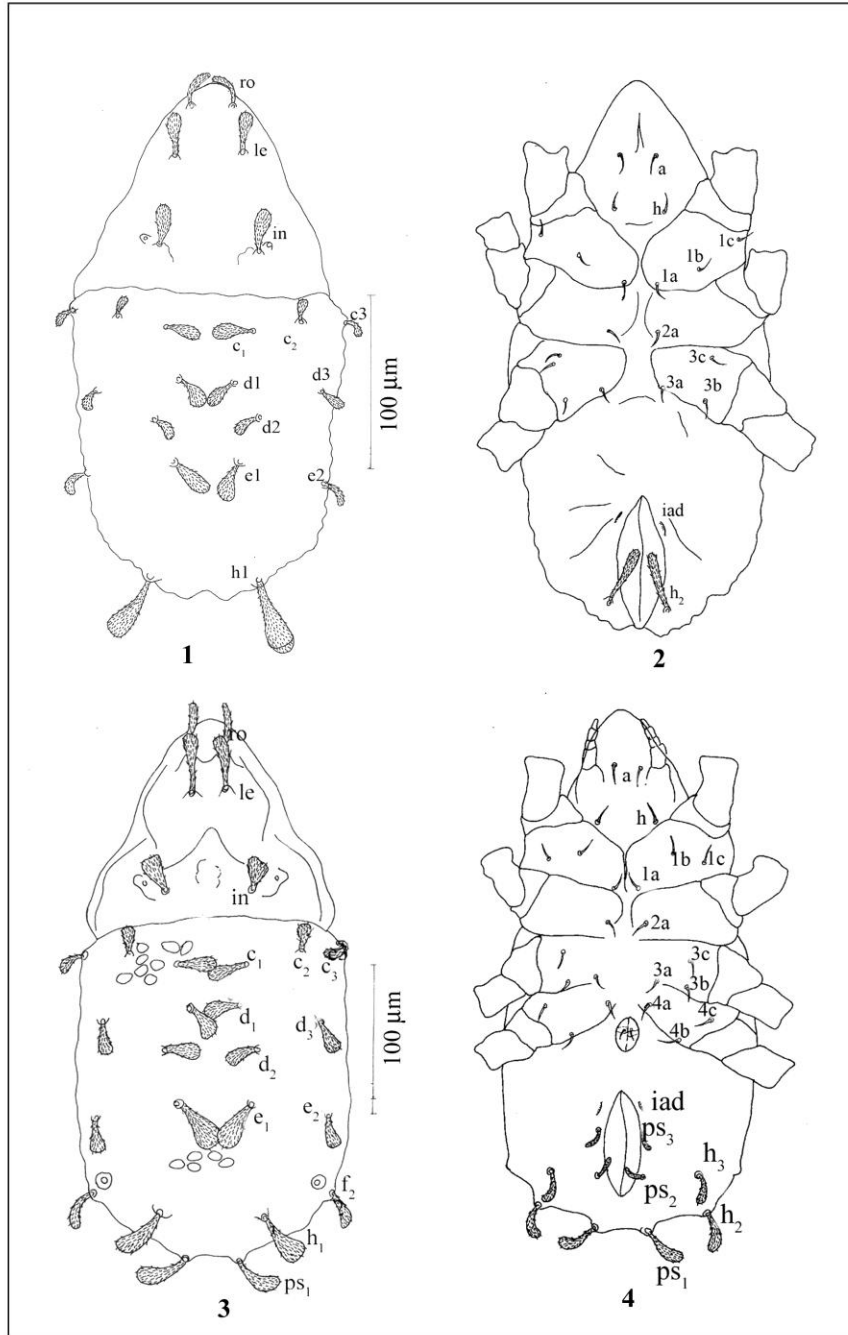 ro
le
in
c₁
c₂
c3
d1
d3
d2
e1
e2
h1
100 µm
1
a
h
1c
1b
1a
2a
3c
3a
3b
iad
h₂
2
ro
le
in
c₁
c₂
c₃
d₁
d₃
d₂
e₁
e₂
f₂
h₁
ps₁
100 µm
3
a
h
1b
1c
1a
2a
3c
3a
3b
4a
4c
4b
iad
ps₃
h₃
ps₂
h₂
ps₁
4